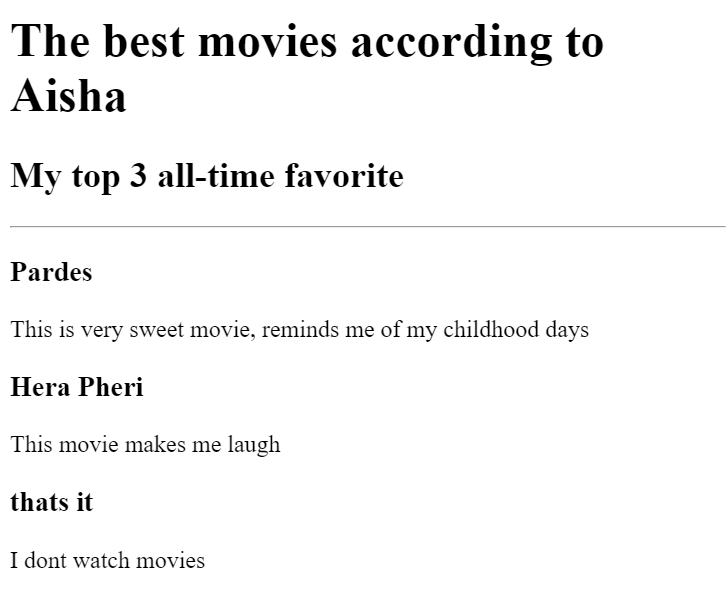 The best movies according to
Aisha
My top 3 all-time favorite
Pardes
This is very sweet movie, reminds me of my childhood days
Hera Pheri
This movie makes me laugh
thats it
I dont watch movies